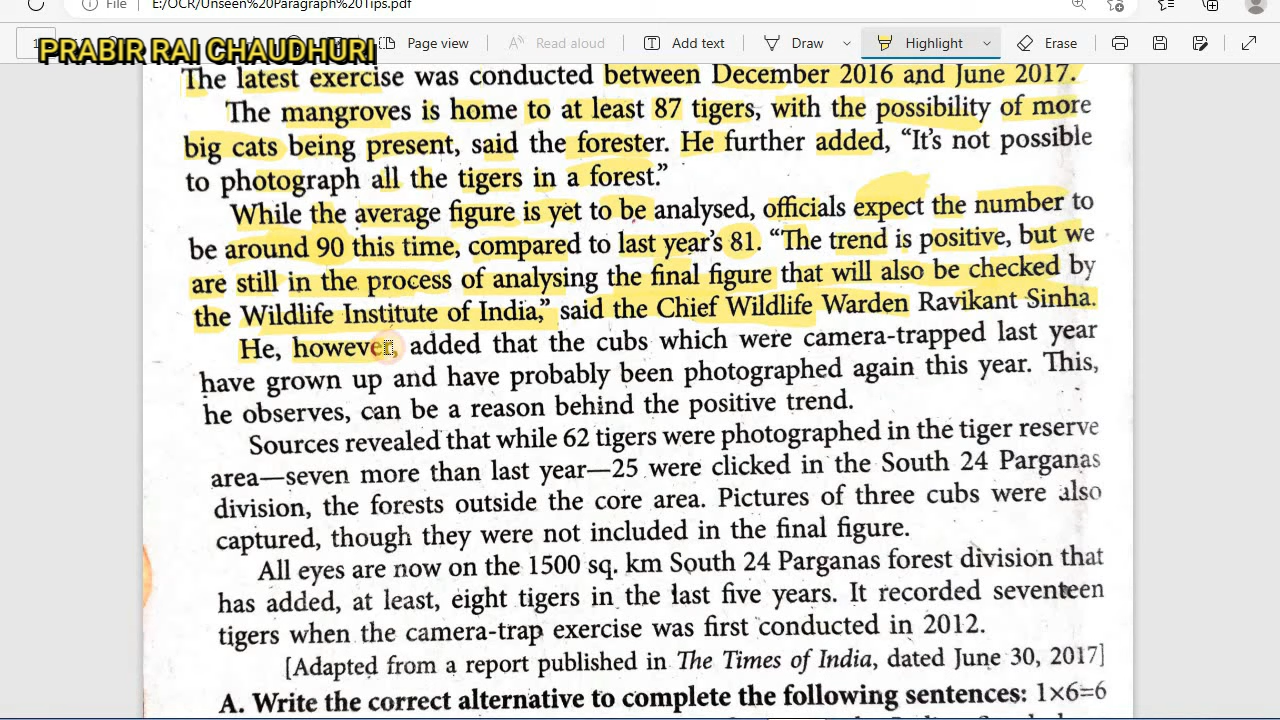 File E:/OCR/Unseen%20Paragraph%20Tips.pdf
PRABIR RAI CHAUDHURI
Page view Read aloud Add text Draw Highlight Erase
The latest exercise was conducted between December 2016 and June 2017.
The mangroves is home to at least 87 tigers, with the possibility of more
big cats being present, said the forester. He further added, “It’s not possible
to photograph all the tigers in a forest.”
While the average figure is yet to be analysed, officials expect the number to
be around 90 this time, compared to last year’s 81. “The trend is positive, but we
are still in the process of analysing the final figure that will also be checked by
the Wildlife Institute of India,” said the Chief Wildlife Warden Ravikant Sinha.
He, however, added that the cubs which were camera-trapped last year
have grown up and have probably been photographed again this year. This,
he observes, can be a reason behind the positive trend.
Sources revealed that while 62 tigers were photographed in the tiger reserve
area—seven more than last year—25 were clicked in the South 24 Parganas
division, the forests outside the core area. Pictures of three cubs were also
captured, though they were not included in the final figure.
All eyes are now on the 1500 sq. km South 24 Parganas forest division that
has added, at least, eight tigers in the last five years. It recorded seventeen
tigers when the camera-trap exercise was first conducted in 2012.
[Adapted from a report published in The Times of India, dated June 30, 2017]
A. Write the correct alternative to complete the following sentences: 1×6=6